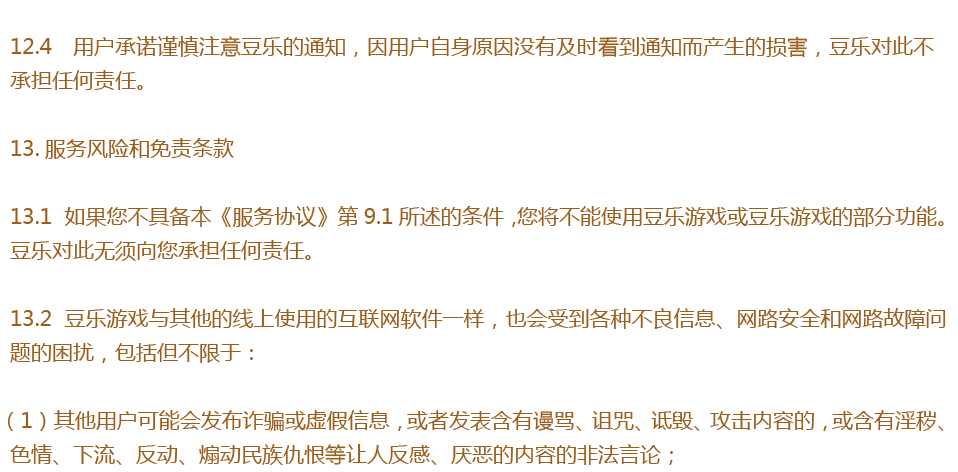 12.4 用户承诺谨慎注意豆乐的通知，因用户自身原因没有及时看到通知而产生的损害，豆乐对此不
承担任何责任。
13. 服务风险和免责条款
13.1 如果您不具备本《服务协议》第 9.1 所述的条件，您将不能使用豆乐游戏或豆乐游戏的部分功能。
豆乐对此无须向您承担任何责任。
13.2 豆乐游戏与其他的线上使用的互联网软件一样，也会受到各种不良信息、网路安全和网路故障问
题的困扰，包括但不限于：
（1）其他用户可能会发布诈骗或虚假信息，或者发表含有谩骂、诅咒、诋毁、攻击内容的，或含有淫秽、
色情、下流、反动、煽动民族仇恨等让人反感、厌恶的内容的非法言论；